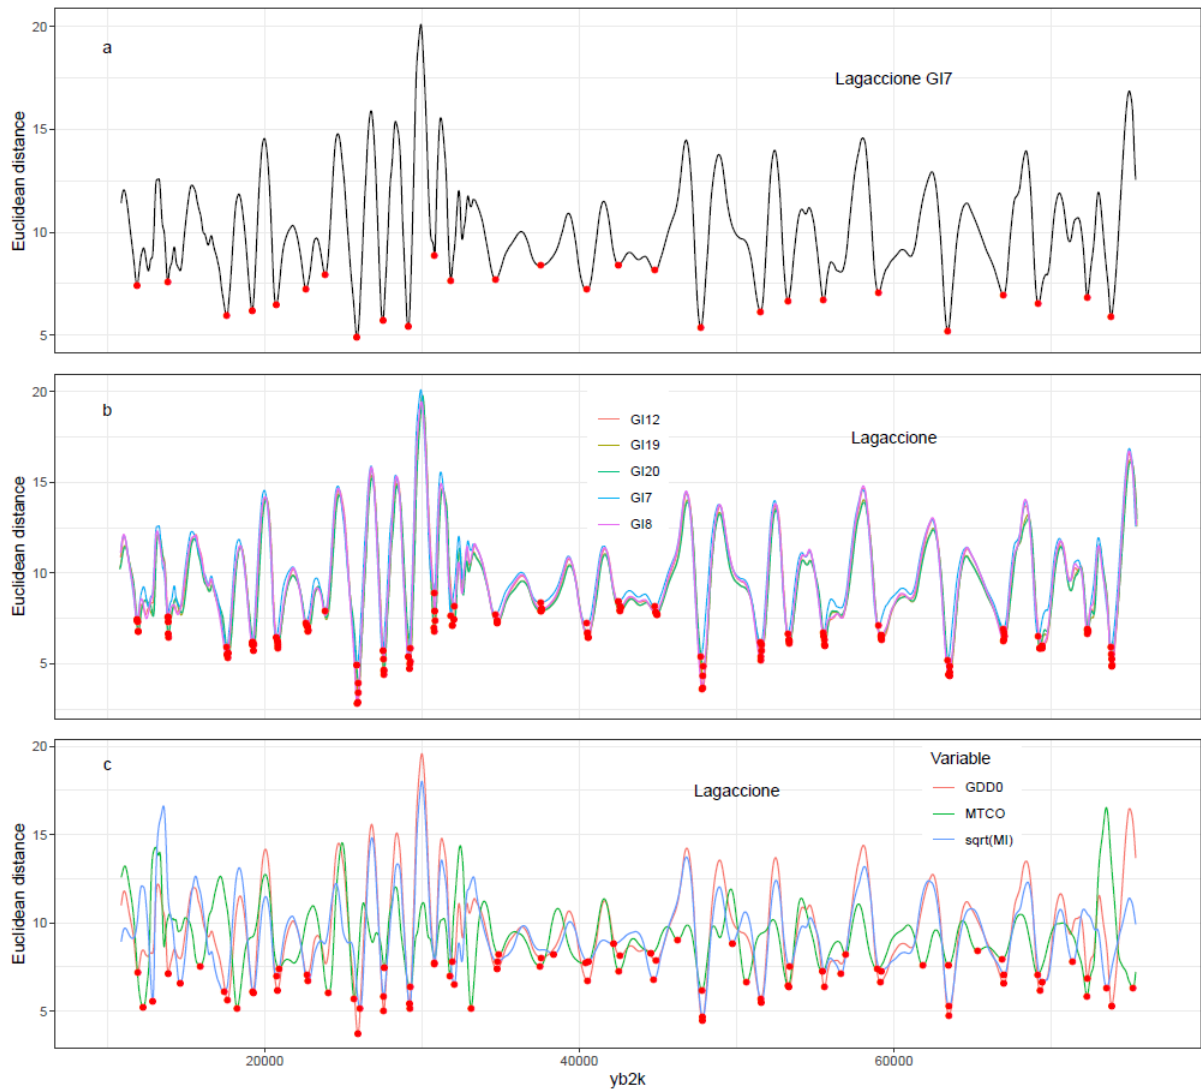 20
a
Lagaccione GI7
15
Euclidean distance
10
5
20
b
GI12
GI19
GI20
GI7
GI8
Lagaccione
15
Euclidean distance
10
5
20
c
Variable
GDD0
MTCO
sqrt(MI)
Lagaccione
15
Euclidean distance
10
5
20000
40000
60000
yb2k